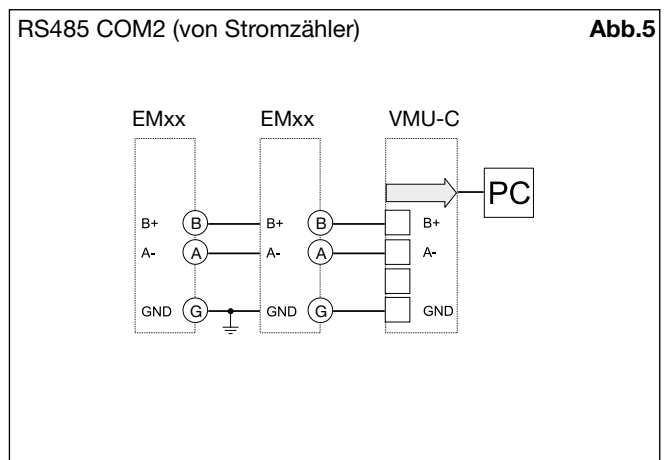 RS485 COM2 (von Stromzähler) Abb.5
EMxx EMxx VMU-C
PC
B+ B B+ B B+
A- A A- A A-
GND G GND G GND